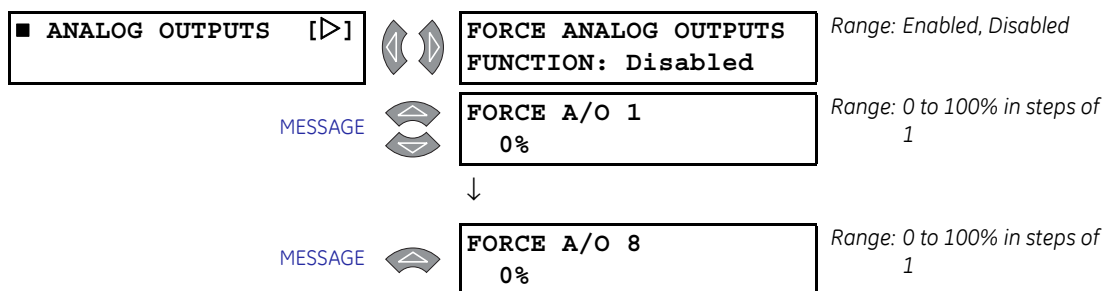 ■ ANALOG OUTPUTS [▷]
FORCE ANALOG OUTPUTS
FUNCTION: Disabled
Range: Enabled, Disabled
MESSAGE
FORCE A/O 1
0%
Range: 0 to 100% in steps of
1
↓
MESSAGE
FORCE A/O 8
0%
Range: 0 to 100% in steps of
1